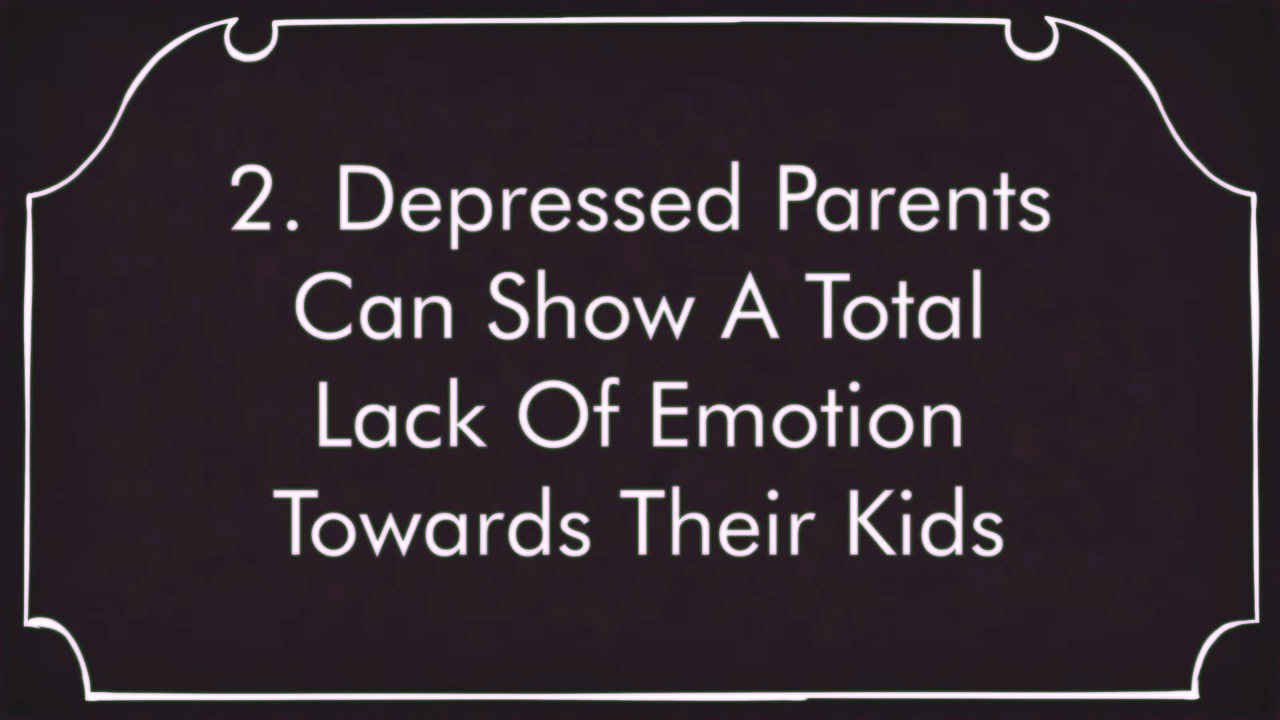 2. Depressed Parents
Can Show A Total
Lack Of Emotion
Towards Their Kids